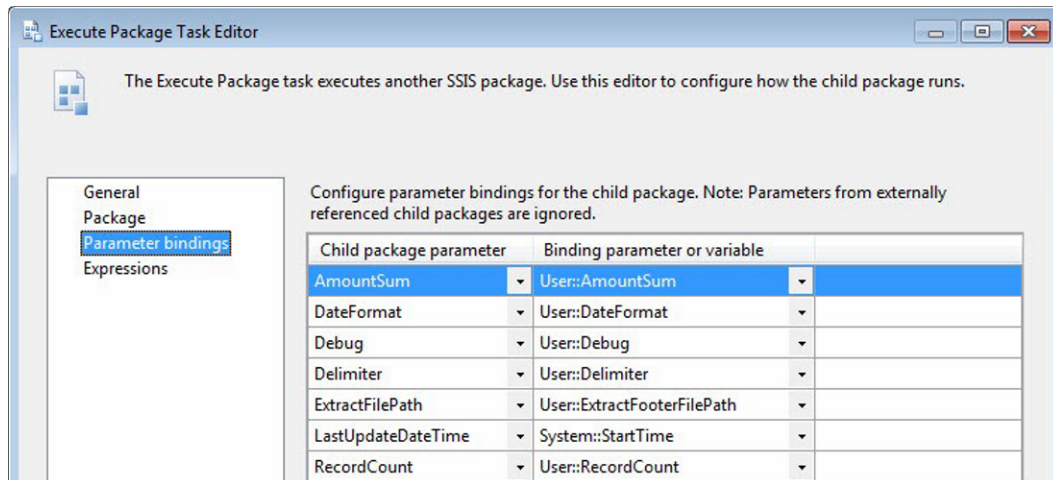 Execute Package Task Editor
The Execute Package task executes another SSIS package. Use this editor to configure how the child package runs.
General
Package
Parameter bindings
Expressions
Configure parameter bindings for the child package. Note: Parameters from externally
referenced child packages are ignored.
Child package parameter Binding parameter or variable
AmountSum User::AmountSum
DateFormat User::DateFormat
Debug User::Debug
Delimiter User::Delimiter
ExtractFilePath User::ExtractFooterFilePath
LastUpdateDateTime System::StartTime
RecordCount User::RecordCount